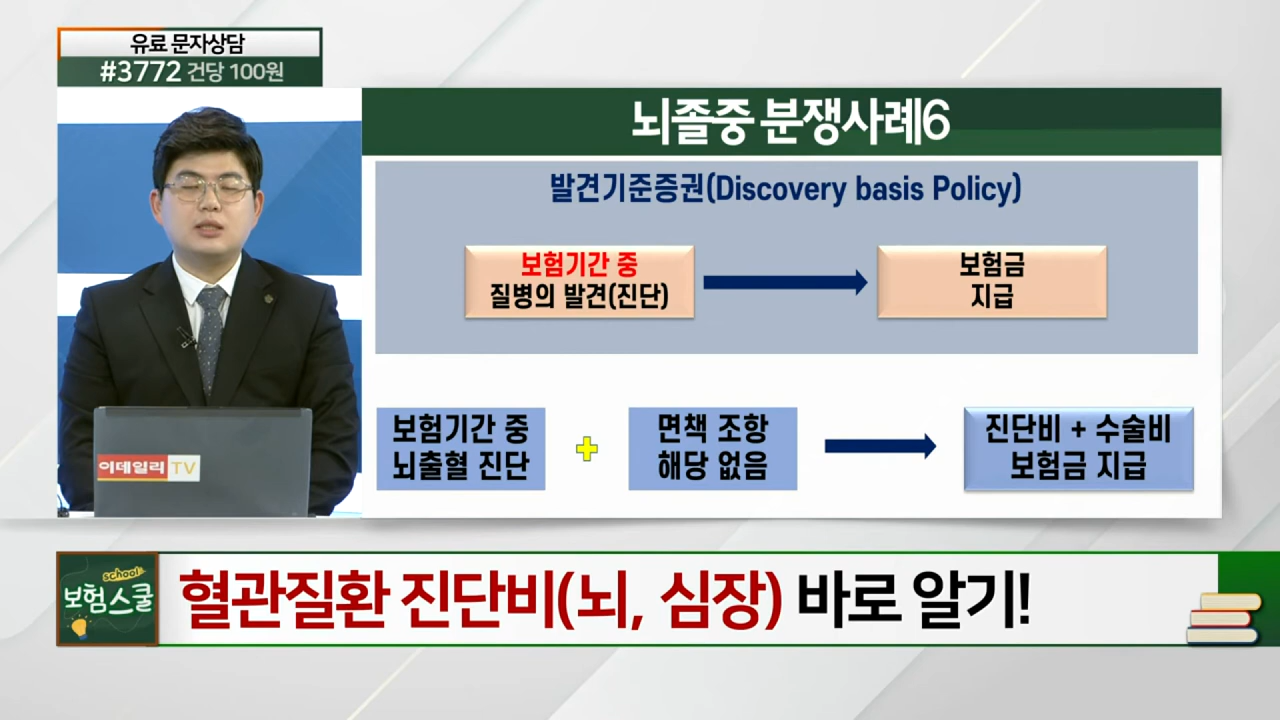 유료 문자상담
#3772 건당 100원
뇌졸중 분쟁사례6
발견기준증권(Discovery basis Policy)
보험기간 중
질병의 발견(진단)
보험금
지급
보험기간 중
뇌출혈 진단
면책 조항
해당 없음
진단비 + 수술비
보험금 지급
이데일리 TV
school
보험스쿨
혈관질환 진단비(뇌, 심장) 바로 알기!